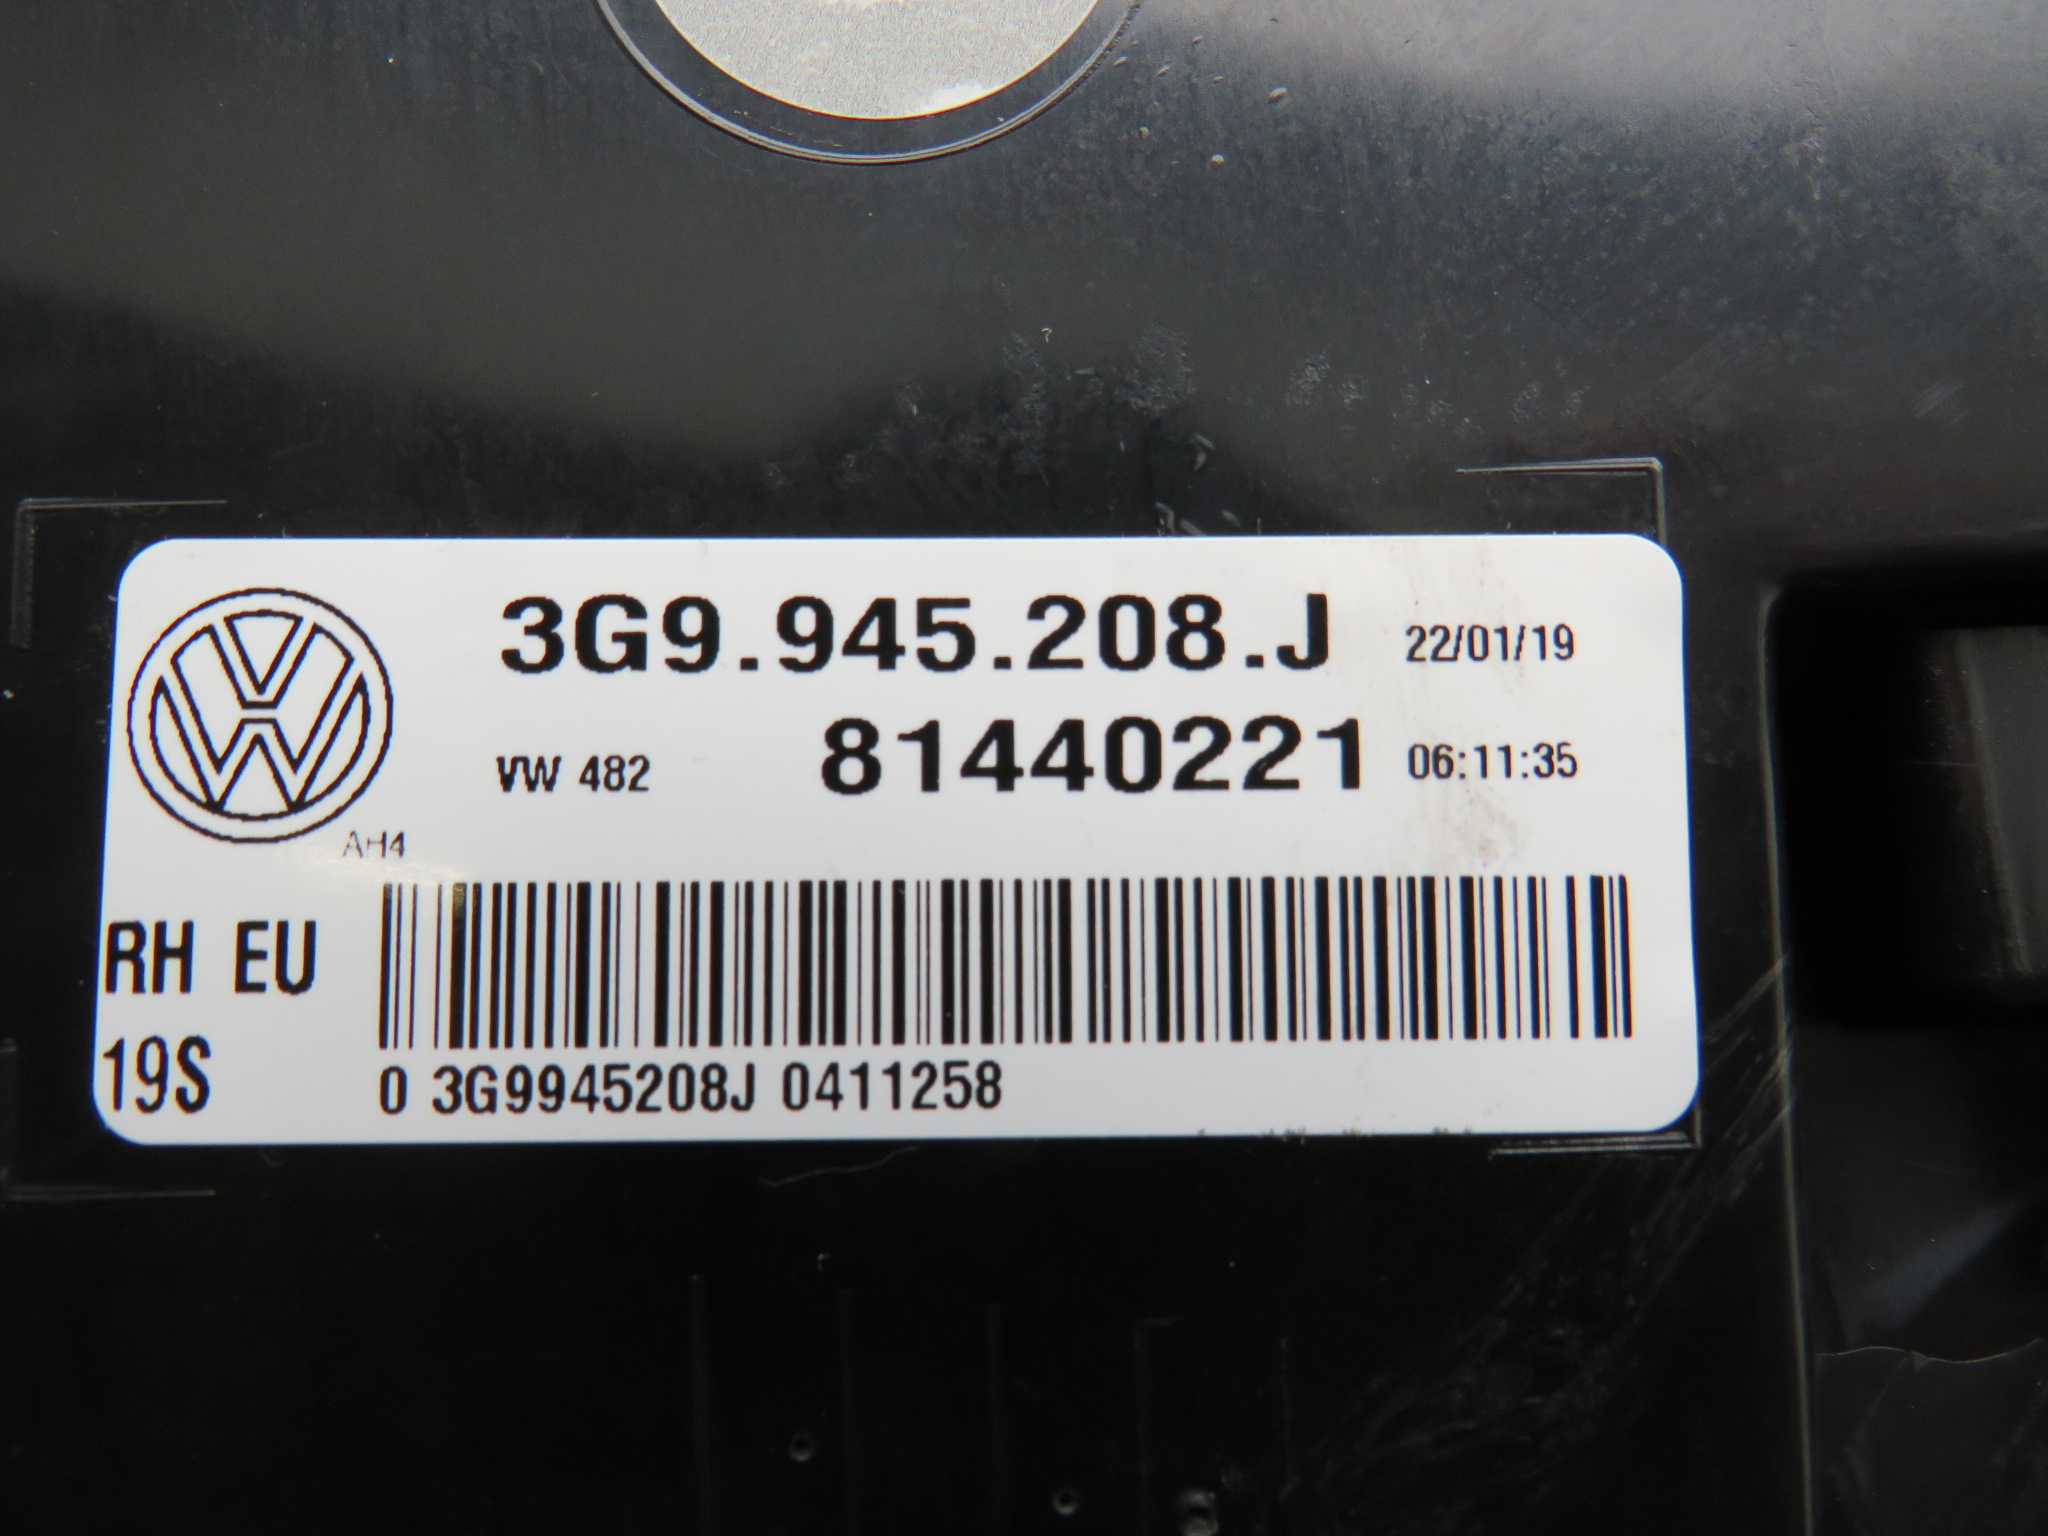 3G9.945.208.J 22/01/19
VW 482 81440221 06:11:35
AH4
RH EU
19S
0 3G9945208J 0411258